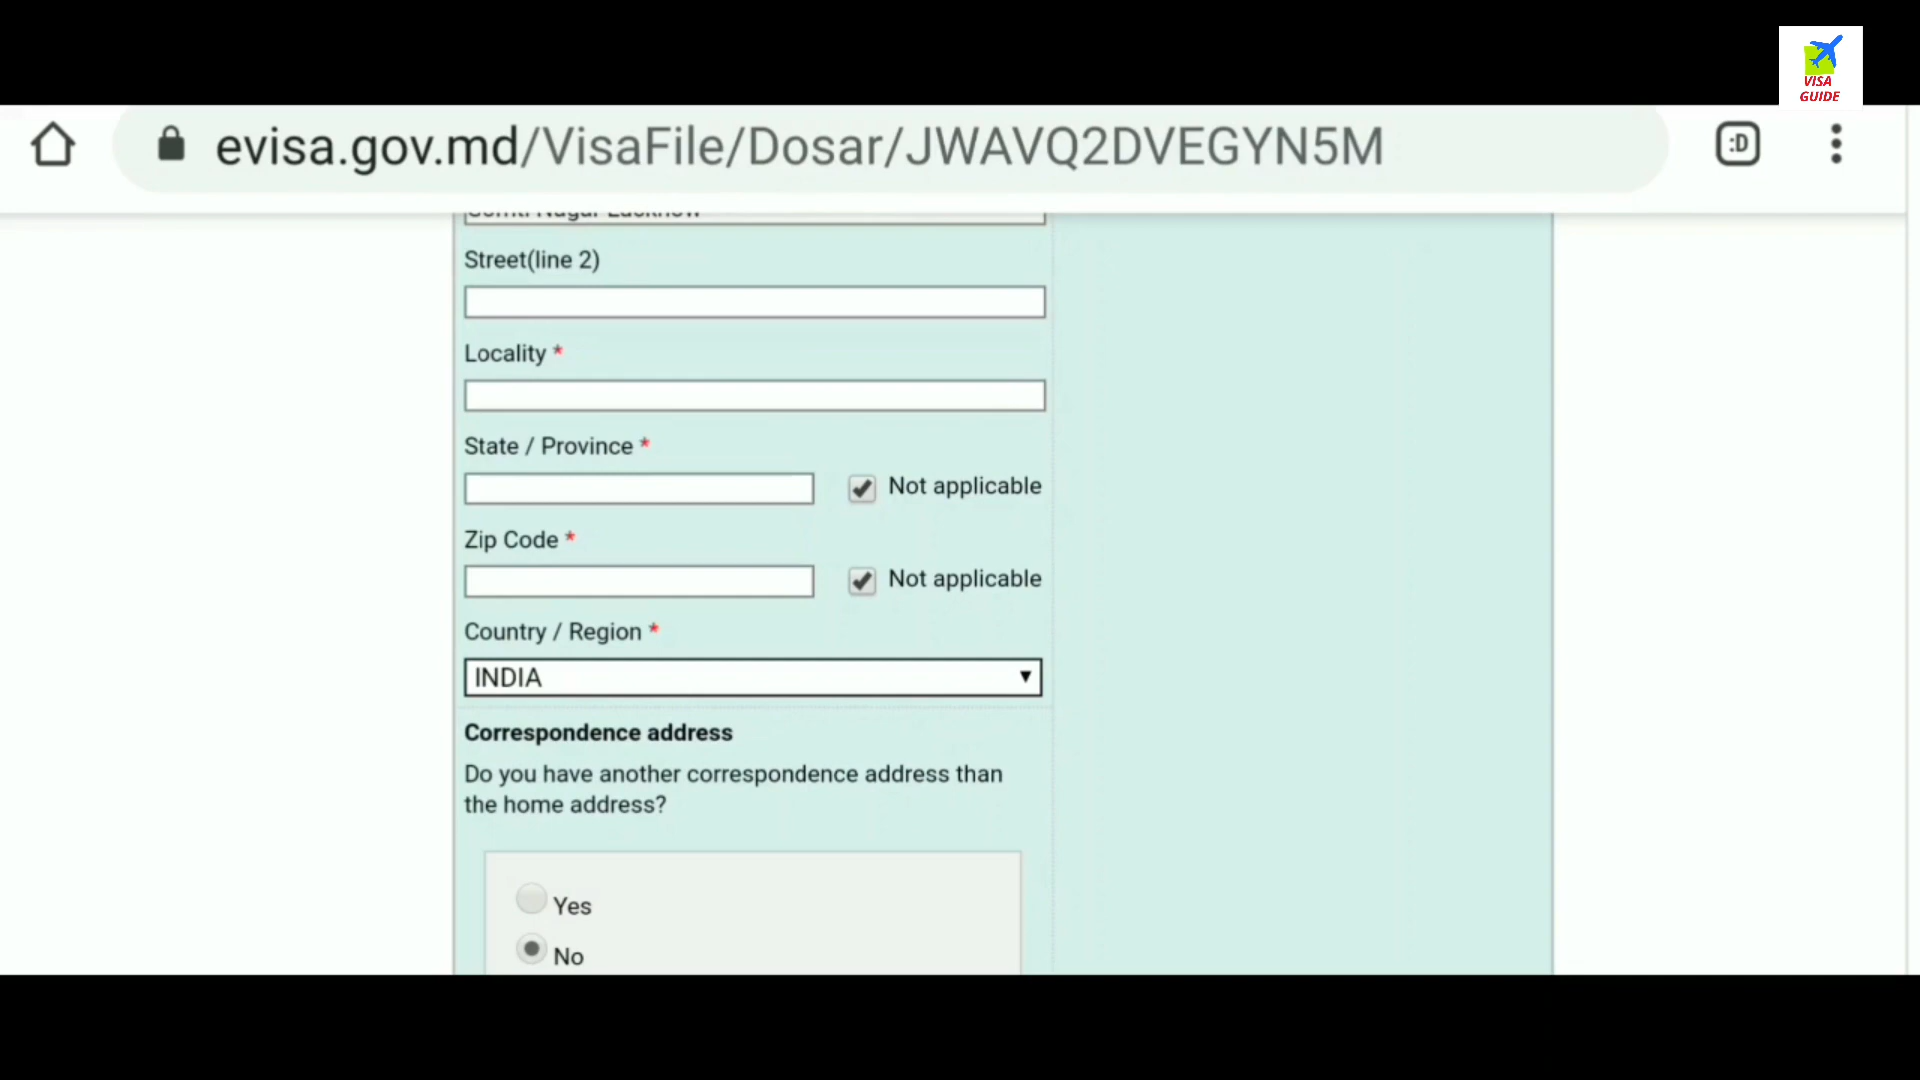 VISA
GUIDE
evisa.gov.md/VisaFile/Dosar/JWAVQ2DVEGYN5M
:D
Nagar Lucknow
Street(line 2)
Locality *
State / Province *
Not applicable
Zip Code *
Not applicable
Country / Region *
INDIA
Correspondence address
Do you have another correspondence address than
the home address?
Yes
No